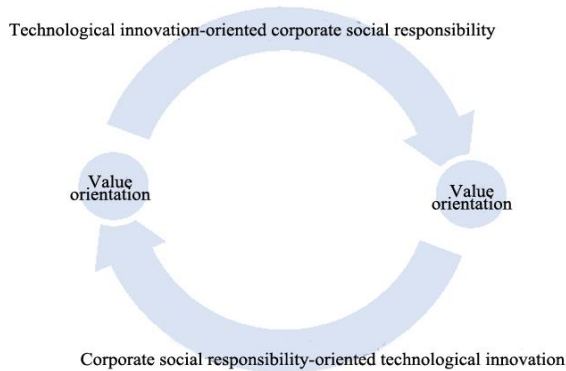 Technological innovation-oriented corporate social responsibility
Value
orientation
Value
orientation
Corporate social responsibility-oriented technological innovation